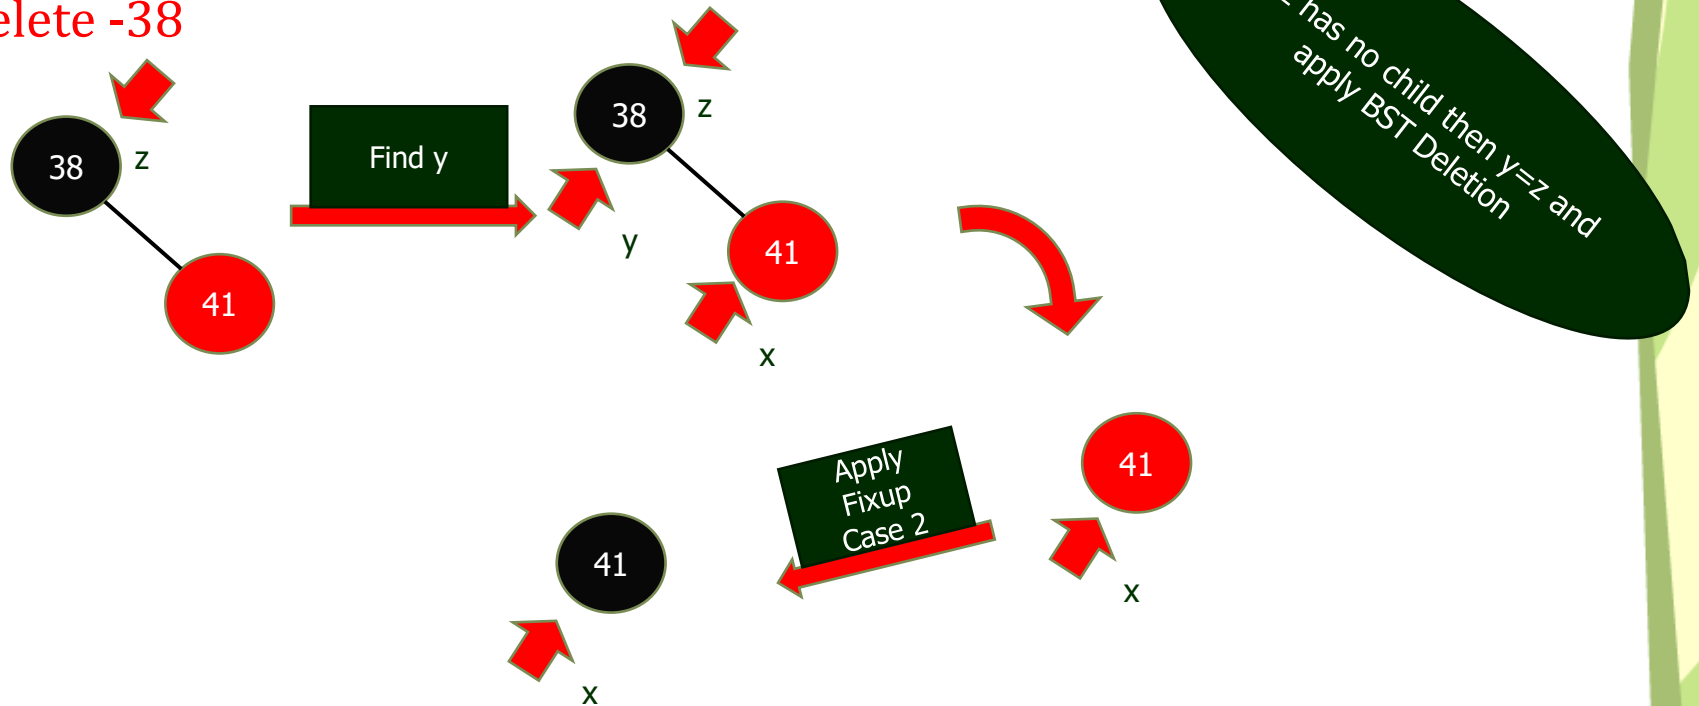 elete -38
z has no child then y=z and
apply BST Deletion
38
z
41
Find y
38
z
y
41
x
41
x
Apply
Fixup
Case 2
41
x